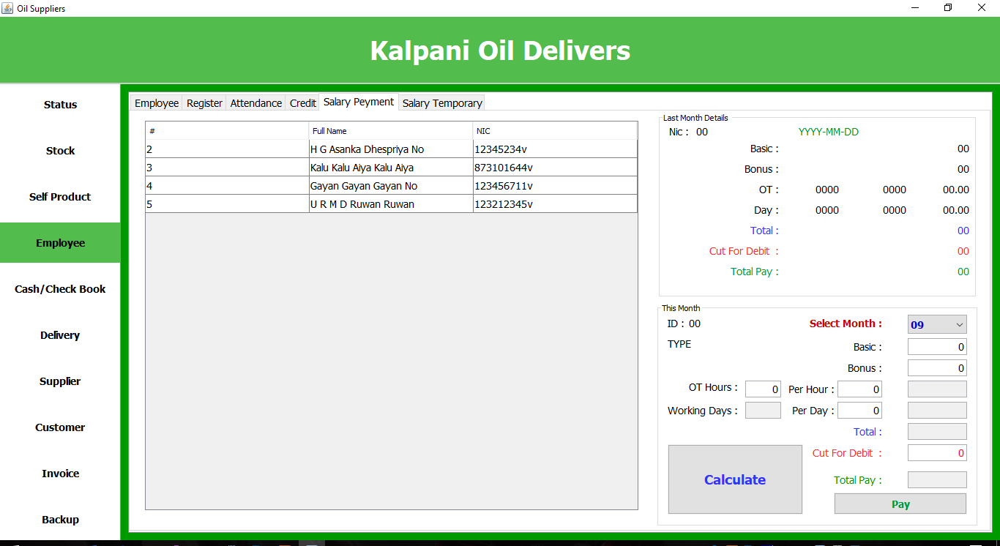 Oil Suppliers
Kalpani Oil Delivers
Status
Stock
Self Product
Employee
Cash/Check Book
Delivery
Supplier
Customer
Invoice
Backup
Employee Register Attendance Credit Salary Peyment Salary Temporary
# Full Name NIC
2 H G Asanka Dhespriya No 12345234v
3 Kalu Kalu Aiya Kalu Aiya 873101644v
4 Gayan Gayan Gayan No 123456711v
5 U R M D Ruwan Ruwan 123212345v
Last Month Details
Nic : 00 YYYY-MM-DD
Basic : 00
Bonus : 00
OT : 0000 0000 00.00
Day : 0000 0000 00.00
Total : 00
Cut For Debit : 00
Total Pay : 00
This Month
ID : 00 Select Month : 09
TYPE Basic : 0
Bonus : 0
OT Hours : 0 Per Hour : 0
Working Days : Per Day : 0
Total :
Cut For Debit : 0
Calculate Total Pay :
Pay